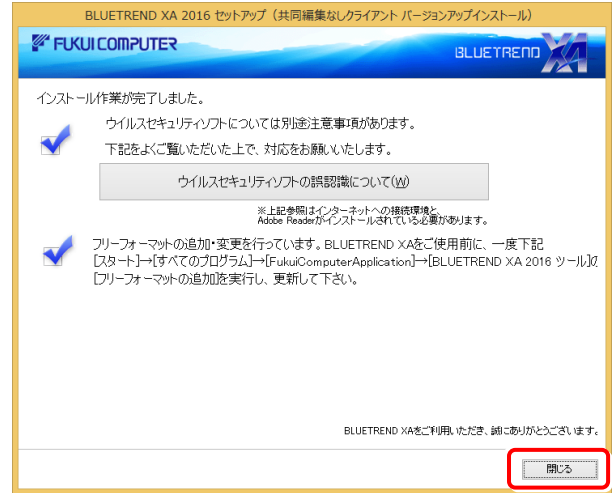 BLUETREND XA 2016 セットアップ（共同編集なしクライアント バージョンアップインストール）
FUKUI COMPUTER
BLUETREND XA
インストール作業が完了しました。
ウイルスセキュリティソフトについては別途注意事項があります。
下記をよくご覧いただいた上で、対応をお願いいたします。
ウイルスセキュリティソフトの誤認識について(W)
※上記参照はインターネットへの接続環境と、
Adobe Readerがインストールされている必要があります。
フリーフォーマットの追加・変更を行っています。BLUETREND XAをご使用前に、一度下記
[スタート]→[すべてのプログラム]→[FukuiComputerApplication]→[BLUETREND XA 2016 ツール]の
[フリーフォーマットの追加]を実行し、更新して下さい。
BLUETREND XAをご利用いただき、誠にありがとうございます。
閉じる